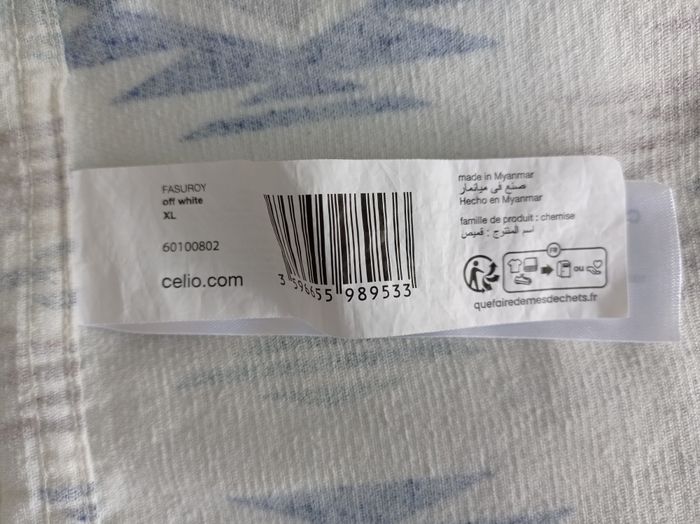 FASUROY
off white
XL
60100802
celio.com
3 596655 989533
made in Myanmar
صنع في ميانمار
Hecho en Myanmar
famille de produit : chemise
اسم المنتج : قميص
FR
ou
quefairedemesdechets.fr